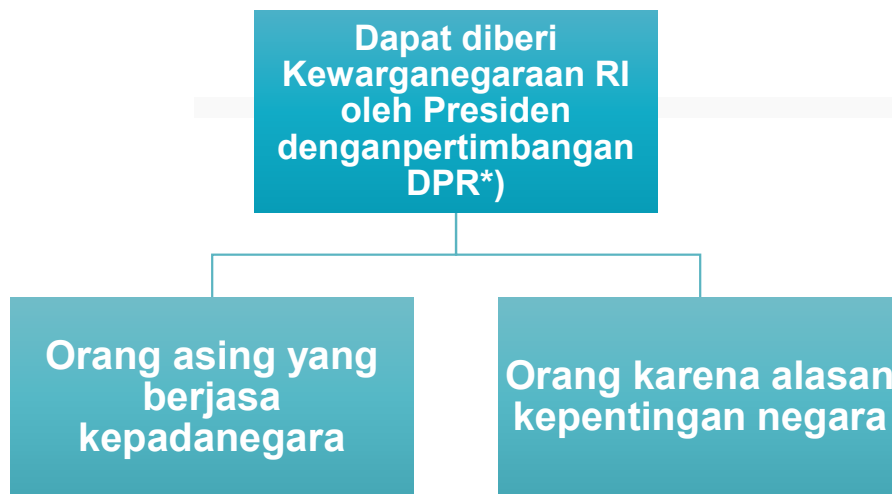 Dapat diberi
Kewarganegaraan RI
oleh Presiden
denganpertimbangan
DPR*)
Orang asing yang
berjasa
kepadanegara
Orang karena alasan
kepentingan negara